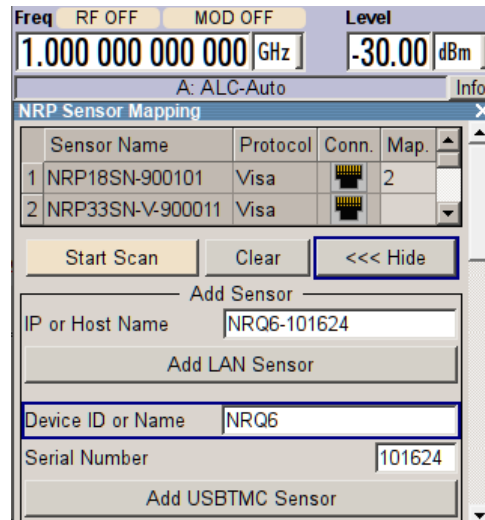 Freq RF OFF MOD OFF Level
1.000 000 000 000 GHz -30.00 dBm
A: ALC-Auto Info
NRP Sensor Mapping X
Sensor Name Protocol Conn. Map.
1 NRP18SN-900101 Visa 2
2 NRP33SN-V-900011 Visa
Start Scan Clear <<< Hide
Add Sensor
IP or Host Name NRQ6-101624
Add LAN Sensor
Device ID or Name NRQ6
Serial Number 101624
Add USBTMC Sensor